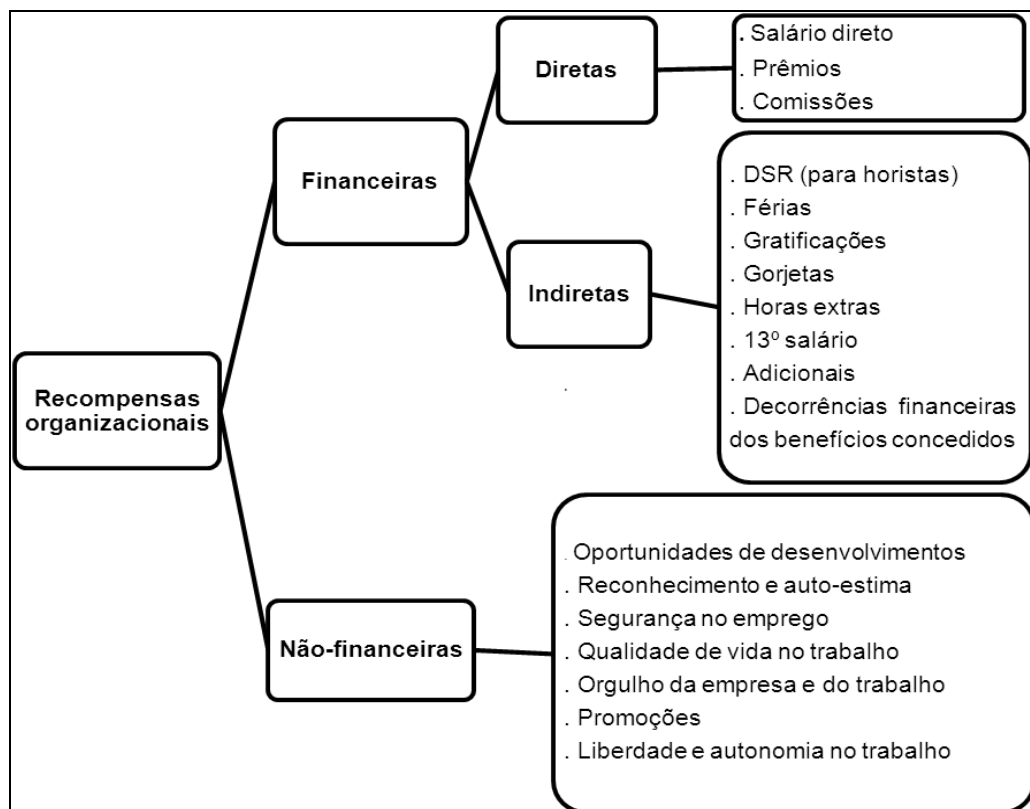 Recompensas
organizacionais
Financeiras
Diretas
. Salário direto
. Prêmios
. Comissões
Indiretas
. DSR (para horistas)
. Férias
. Gratificações
. Gorjetas
. Horas extras
. 13º salário
. Adicionais
. Decorrências financeiras
dos benefícios concedidos
Não-financeiras
. Oportunidades de desenvolvimentos
. Reconhecimento e auto-estima
. Segurança no emprego
. Qualidade de vida no trabalho
. Orgulho da empresa e do trabalho
. Promoções
. Liberdade e autonomia no trabalho